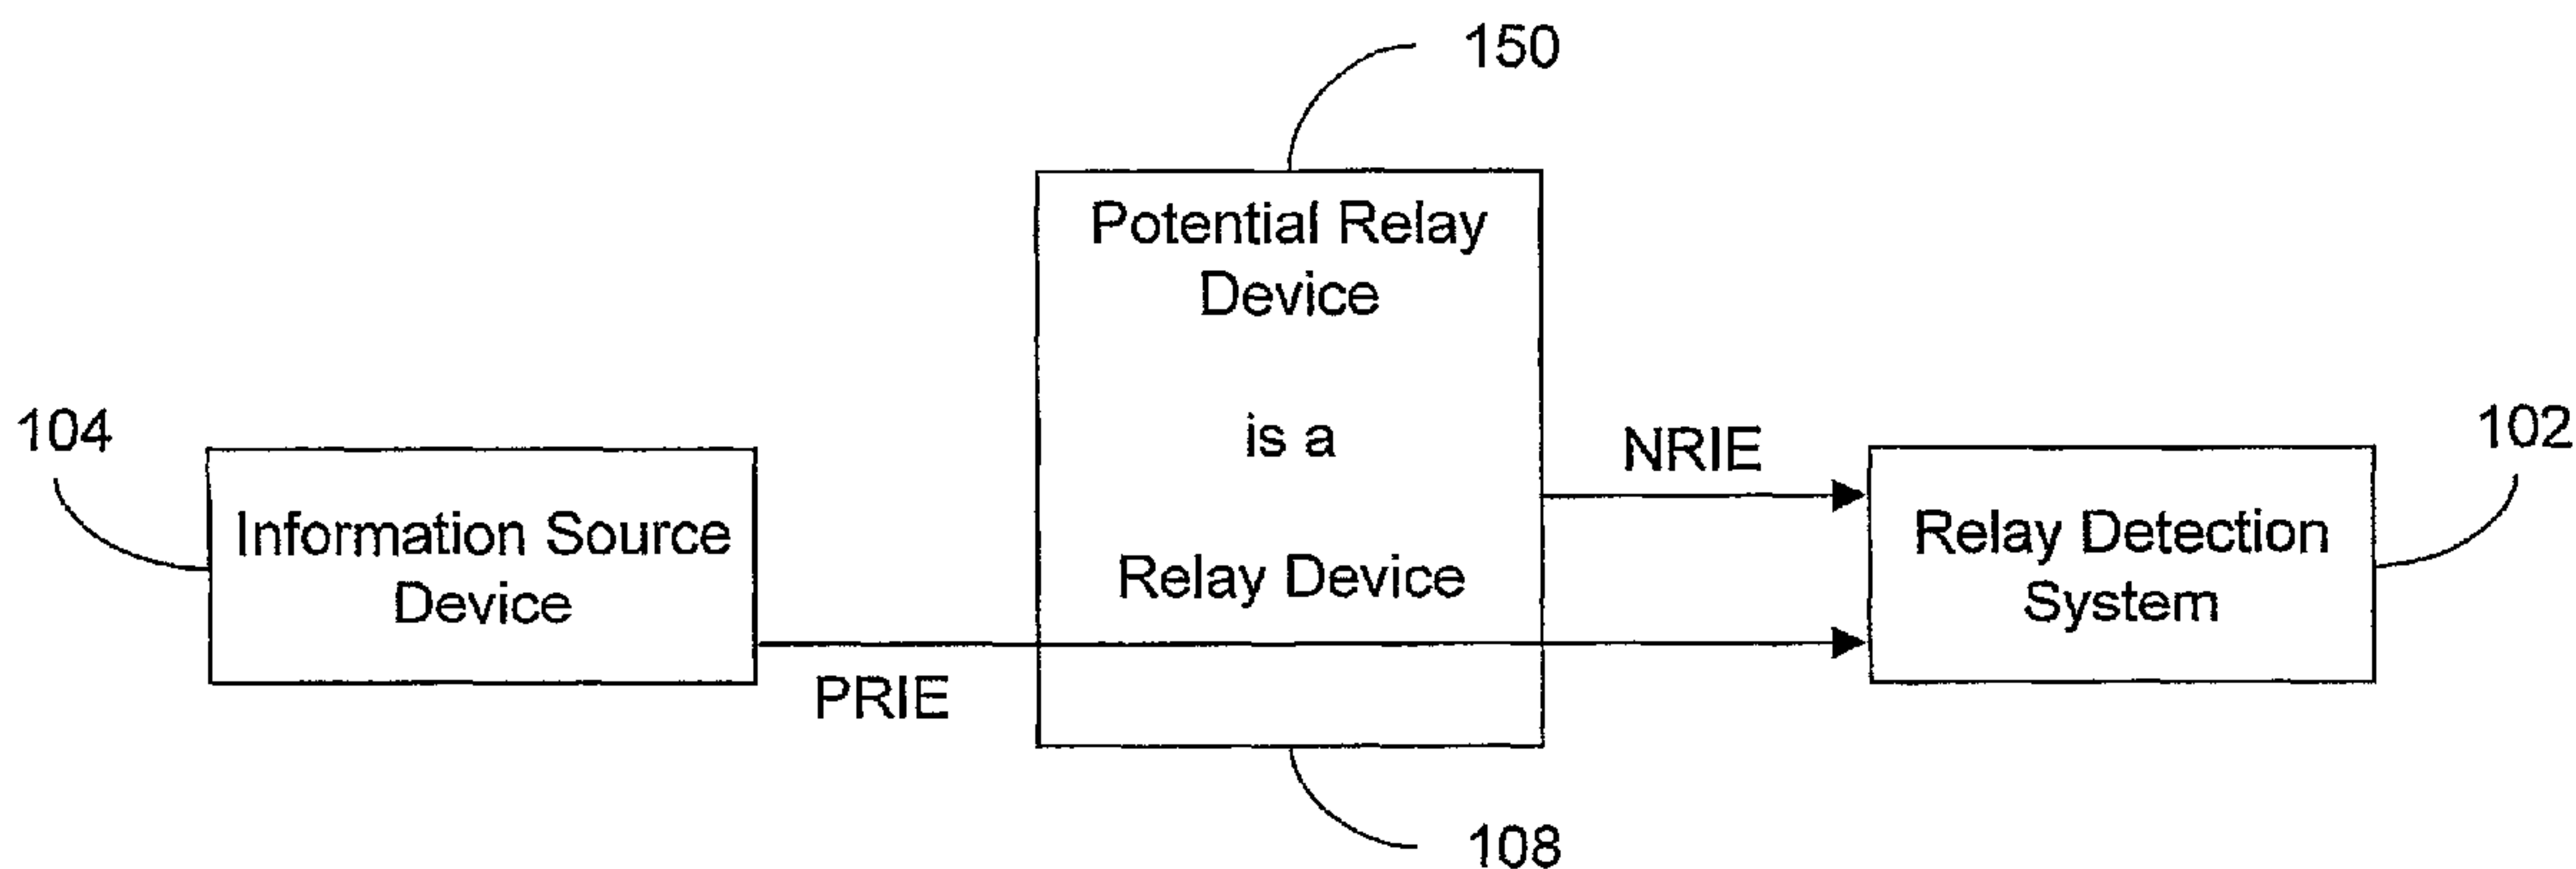 150
Potential Relay
Device
is a
Relay Device
104
Information Source
Device
PRIE
NRIE
102
Relay Detection
System
108